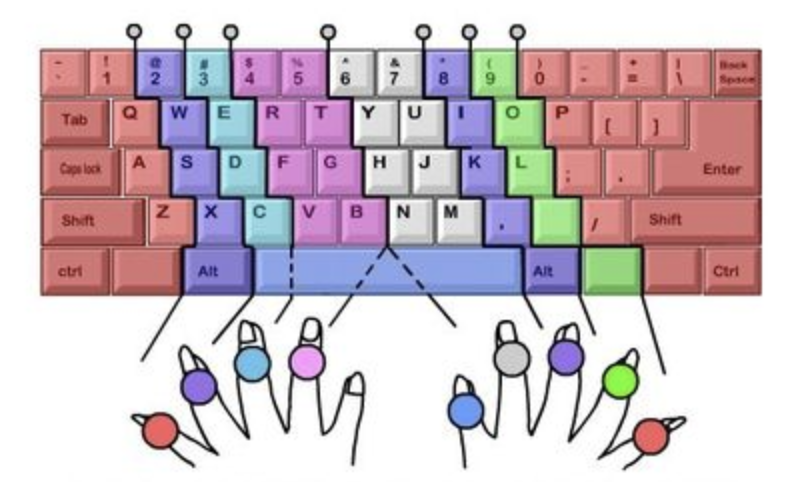 ~ ! @ # $ % ^ & * ( ) - + | Back
` 1 2 3 4 5 6 7 8 9 0 - = \ Space
Tab Q W E R T Y U I O P [ ]
Caps lock A S D F G H J K L ; , Enter
Shift Z X C V B N M , / Shift
ctrl Alt Alt Ctrl